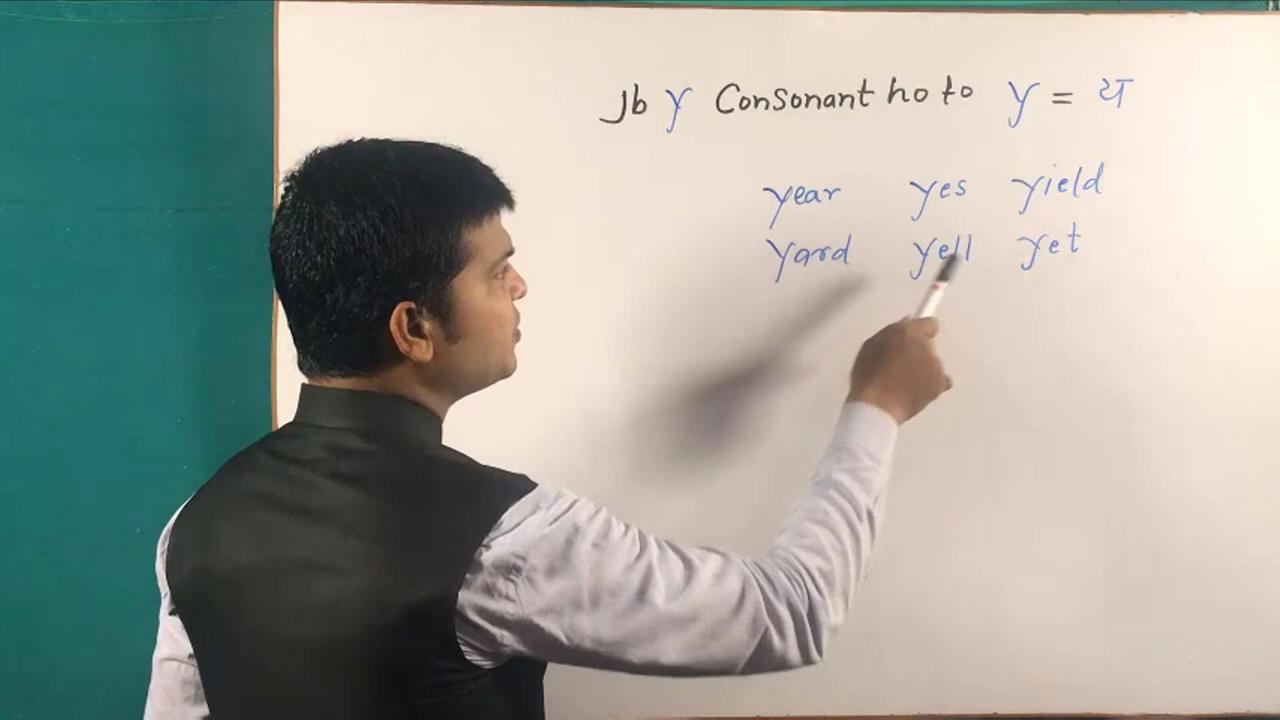 Jb y Consonant ho to y = य
year yes yield
yard yell yet